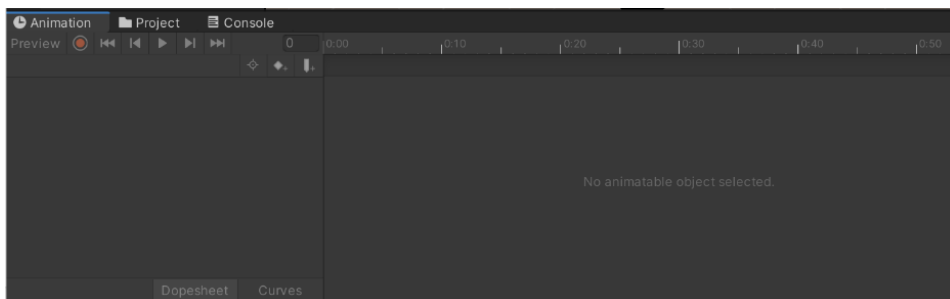 Animation Project Console
Preview 0 0:00 0:10 0:20 0:30 0:40 0:50
No animatable object selected.
Dopesheet Curves